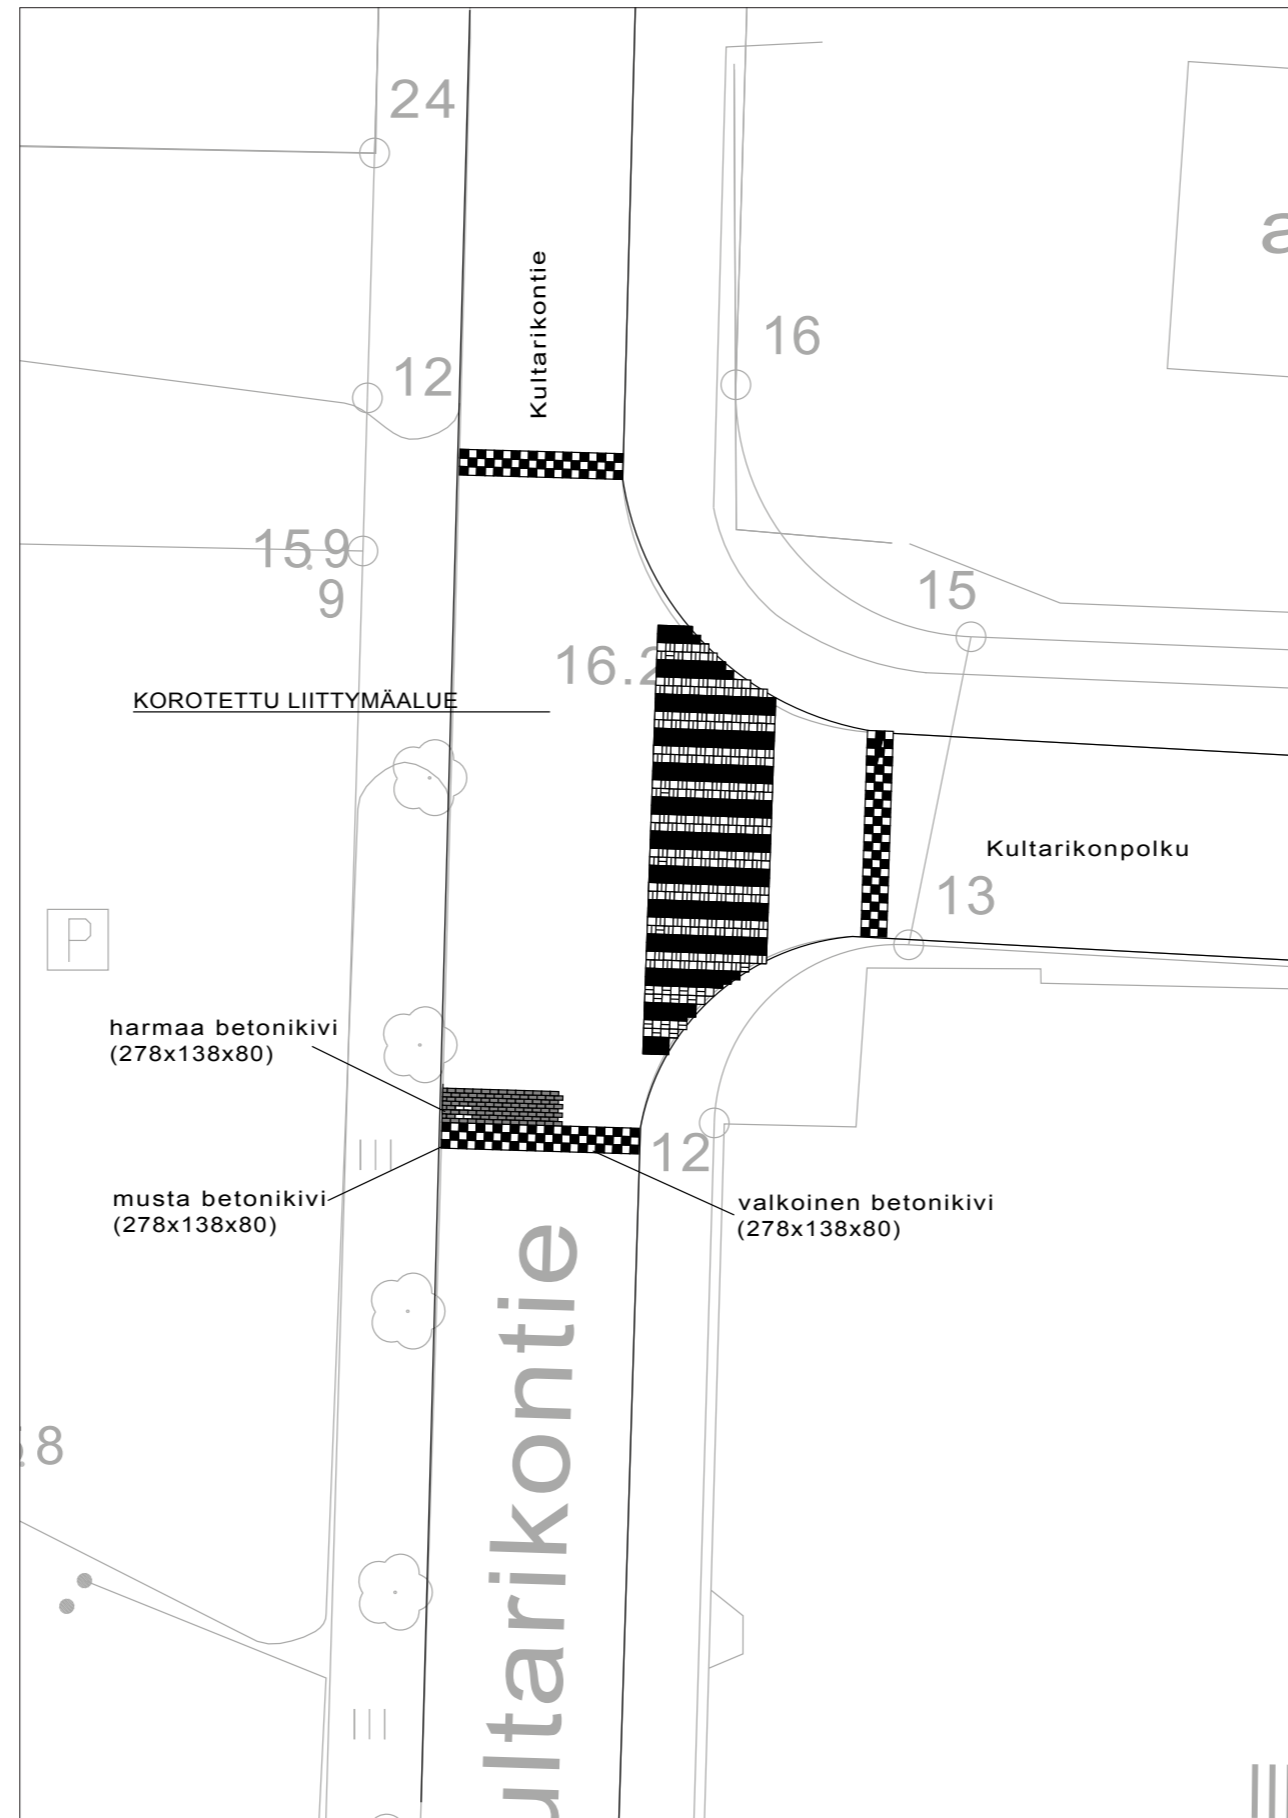 24
Kultarikontie
a
16
12
15.9
9
15
16.2
KOROTETTU LIITTYMÄALUE
Kultarikonpolku
13
P
harmaa betonikivi
(278x138x80)
12
musta betonikivi
(278x138x80)
valkoinen betonikivi
(278x138x80)
ultarikontie
.8